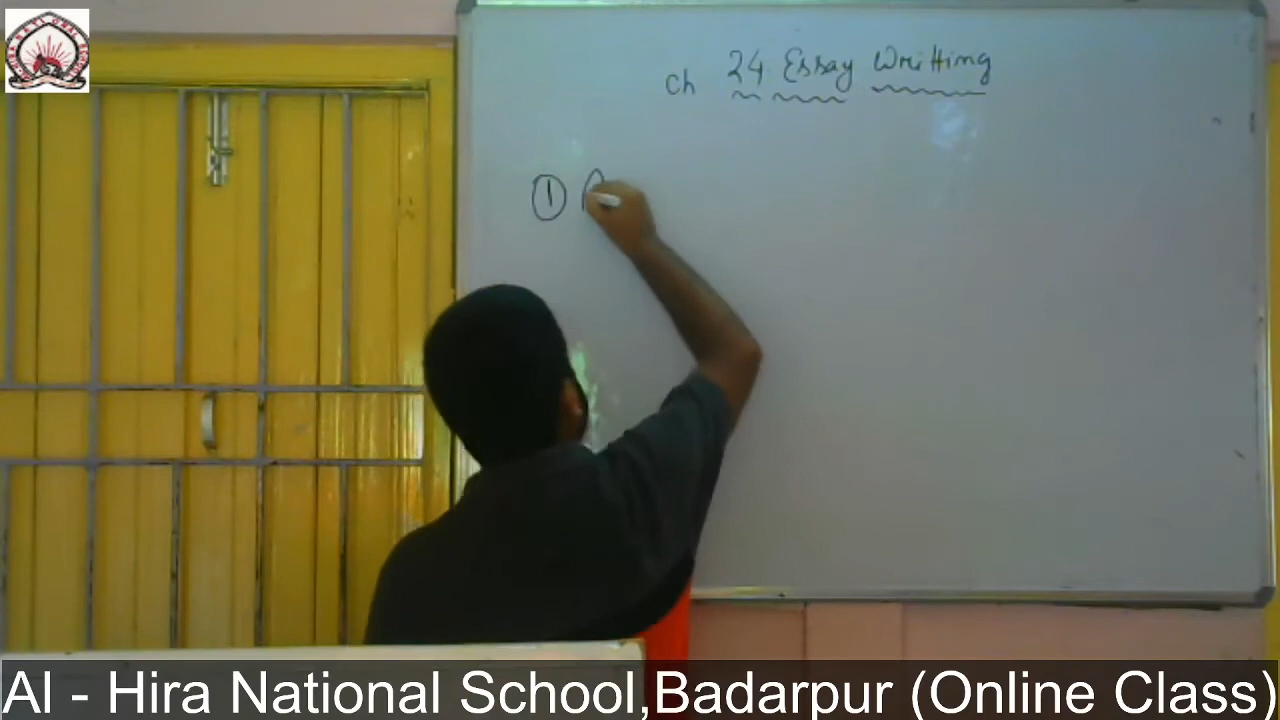 ch 24 Essay Writting
① A
Al - Hira National School,Badarpur (Online Class)